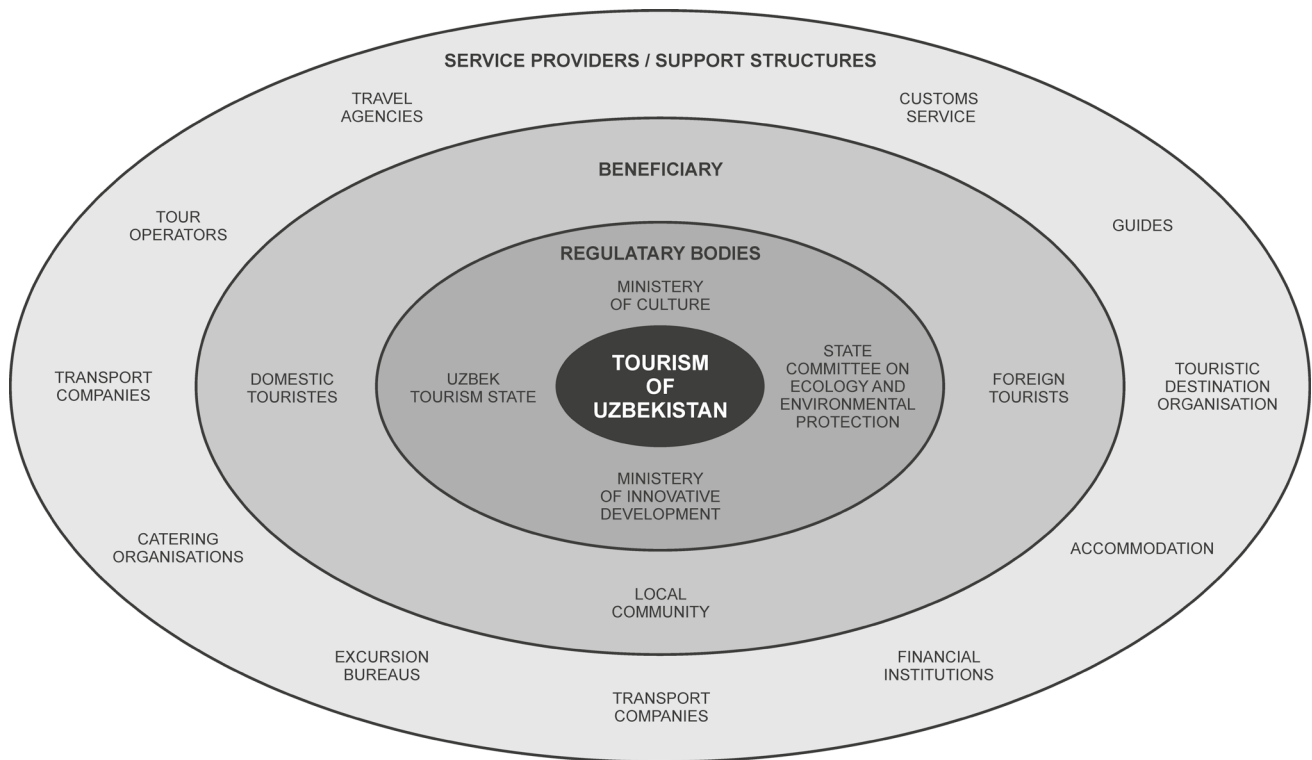 SERVICE PROVIDERS / SUPPORT STRUCTURES
TRAVEL
AGENCIES
CUSTOMS
SERVICE
BENEFICIARY
TOUR
OPERATORS
GUIDES
REGULATARY BODIES
MINISTRY
OF CULTURE
TRANSPORT
COMPANIES
DOMESTIC
TOURISTES
UZBEK
TOURISM STATE
TOURISM
OF
UZBEKISTAN
STATE
COMMITTEE ON
ECOLOGY AND
ENVIRONMENTAL
PROTECTION
FOREIGN
TOURISTS
TOURISTIC
DESTINATION
ORGANISATION
MINISTRY
OF INNOVATIVE
DEVELOPMENT
CATERING
ORGANISATIONS
ACCOMMODATION
LOCAL
COMMUNITY
EXCURSION
BUREAUS
FINANCIAL
INSTITUTIONS
TRANSPORT
COMPANIES